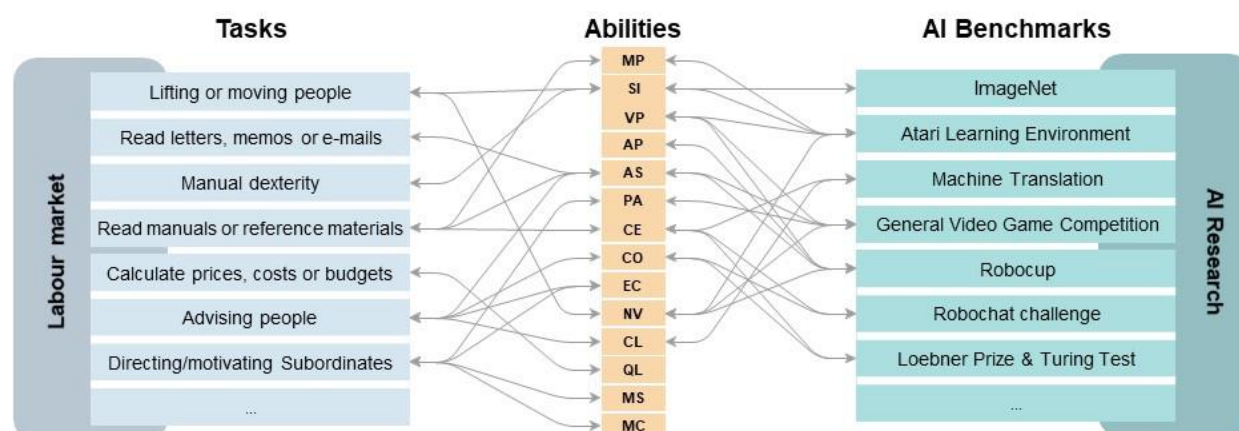 Tasks
Abilities
AI Benchmarks
Labour market
Lifting or moving people
Read letters, memos or e-mails
Manual dexterity
Read manuals or reference materials
Calculate prices, costs or budgets
Advising people
Directing/motivating Subordinates
...
MP
SI
VP
AP
AS
PA
CE
CO
EC
NV
CL
QL
MS
MC
ImageNet
Atari Learning Environment
Machine Translation
General Video Game Competition
Robocup
Robochat challenge
Loebner Prize & Turing Test
...
AI Research